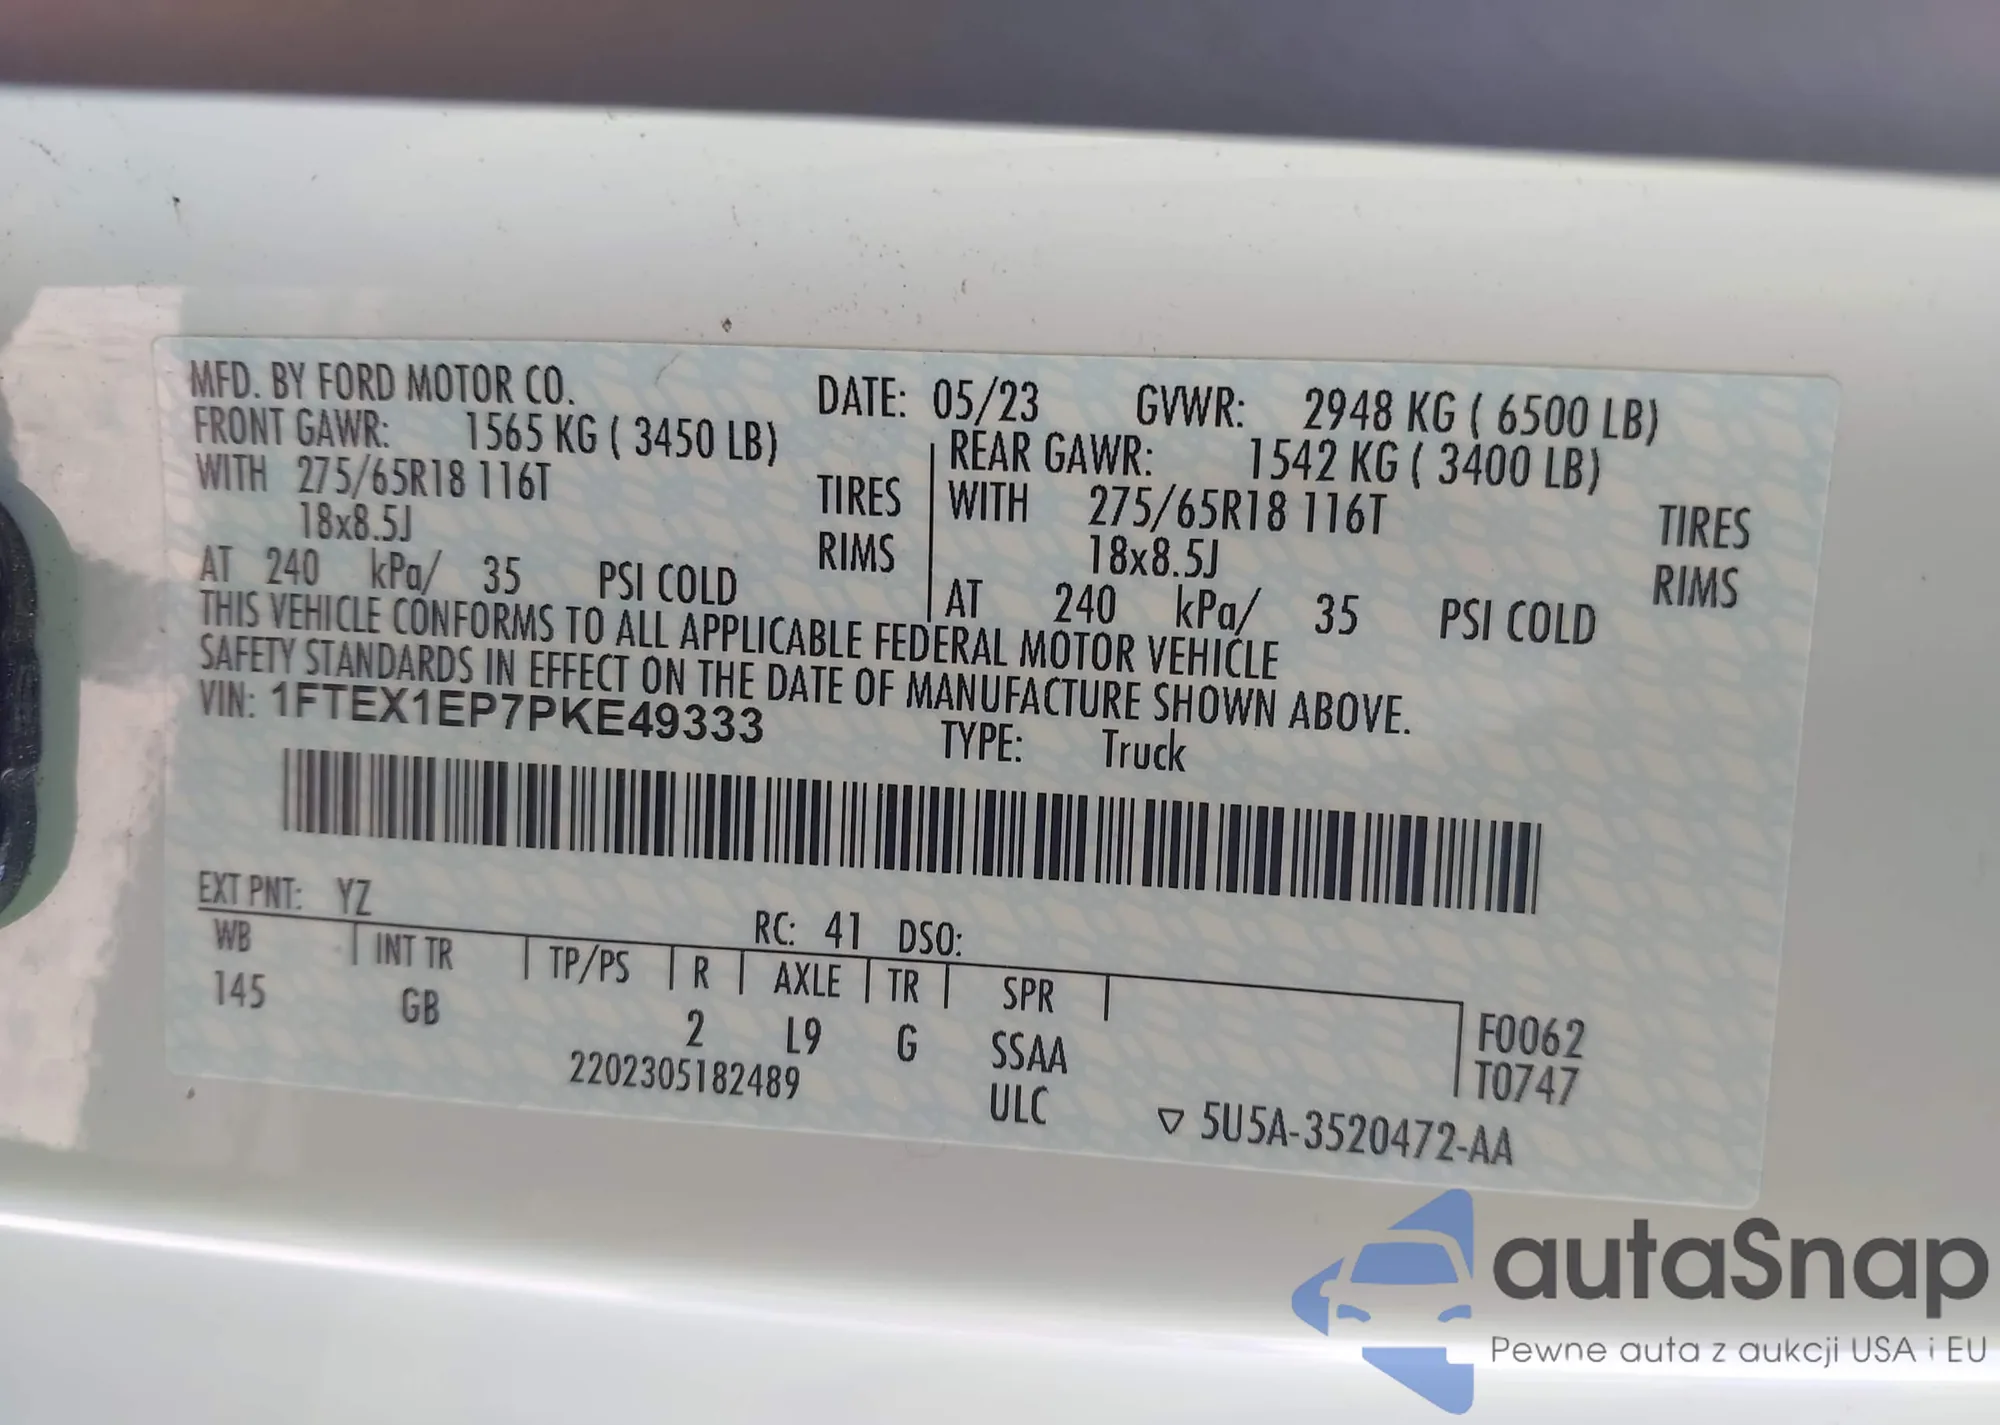 MFD. BY FORD MOTOR CO. DATE: 05/23 GVWR: 2948 KG ( 6500 LB)
FRONT GAWR: 1565 KG ( 3450 LB) REAR GAWR: 1542 KG ( 3400 LB)
WITH 275/65R18 116T TIRES WITH 275/65R18 116T TIRES
18x8.5J RIMS 18x8.5J RIMS
AT 240 kPa/ 35 PSI COLD AT 240 kPa/ 35 PSI COLD
THIS VEHICLE CONFORMS TO ALL APPLICABLE FEDERAL MOTOR VEHICLE
SAFETY STANDARDS IN EFFECT ON THE DATE OF MANUFACTURE SHOWN ABOVE.
VIN: 1FTEX1EP7PKE49333 TYPE: Truck
EXT PNT: YZ RC: 41 DSO:
WB INT TR TP/PS R AXLE TR SPR
145 GB 2 L9 G SSAA F0062
2202305182489 ULC T0747
▽ 5U5A-3520472-AA
autaSnap
Pewne auta z aukcji USA i EU